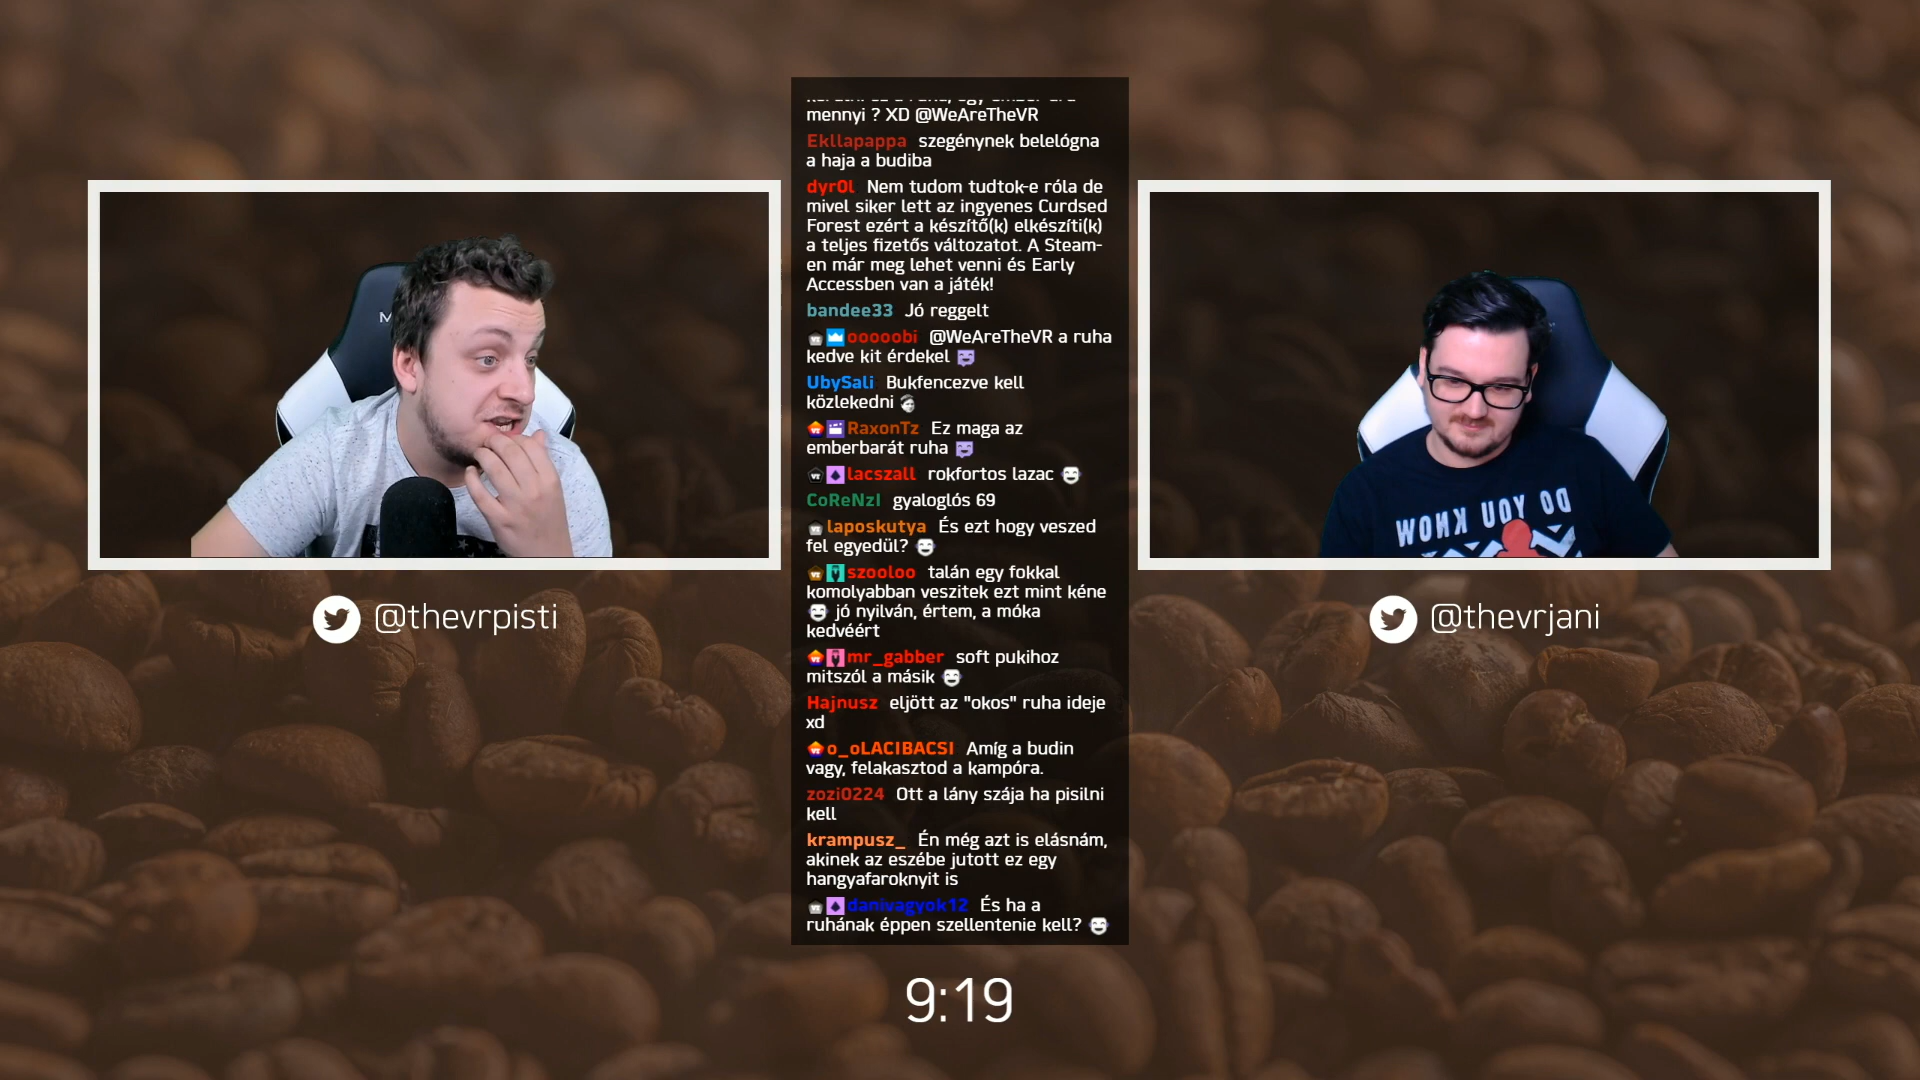 mennyi ? XD @WeAreTheVR
Ekllapappa szegénynek belelógna
a haja a budiba
dyr0l Nem tudom tudtok-e róla de
mivel siker lett az ingyenes Curdsed
Forest ezért a készítő(k) elkészíti(k)
a teljes fizetős változatot. A Steam-
en már meg lehet venni és Early
Accessben van a játék!
bandee33 Jó reggelt
ooooobi @WeAreTheVR a ruha
kedve kit érdekel
UbySali Bukfencezve kell
közlekedni
RaxonTz Ez maga az
emberbarát ruha
lacszall rokfortos lazac
CoReNzI gyaloglós 69
laposkutya És ezt hogy veszed
fel egyedül?
szooloo talán egy fokkal
komolyabban veszitek ezt mint kéne
jó nyilván, értem, a móka
kedvéért
mr_gabber soft pukihoz
mitszól a másik
Hajnusz eljött az "okos" ruha ideje
xd
o_oLACIBACSI Amíg a budin
vagy, felakasztod a kampóra.
zozi0224 Ott a lány szája ha pisilni
kell
krampusz_ Én még azt is elásnám,
akinek az eszébe jutott ez egy
hangyafaroknyit is
danivagyok12 És ha a
ruhának éppen szellentenie kell?
M
DO YOU KNOW
@thevrpisti
@thevrjani
9:19